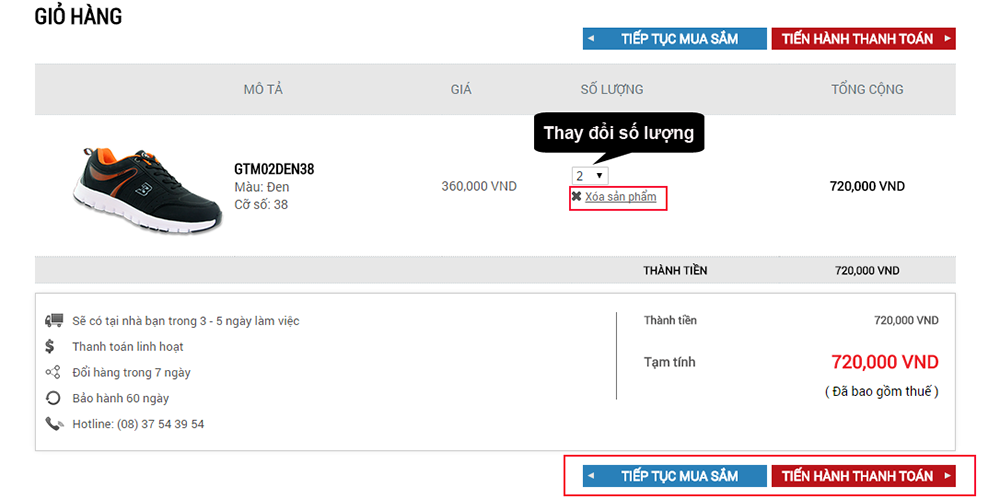 GIỎ HÀNG
TIẾP TỤC MUA SẮM TIẾN HÀNH THANH TOÁN
MÔ TẢ GIÁ SỐ LƯỢNG TỔNG CỘNG
Thay đổi số lượng
GTM02DEN38
Màu: Đen
Cỡ số: 38
360,000 VND
2
Xóa sản phẩm
720,000 VND
THÀNH TIỀN 720,000 VND
Sẽ có tại nhà bạn trong 3 - 5 ngày làm việc
Thanh toán linh hoạt
Đổi hàng trong 7 ngày
Bảo hành 60 ngày
Hotline: (08) 37 54 39 54
Thành tiền 720,000 VND
Tạm tính 720,000 VND
( Đã bao gồm thuế )
TIẾP TỤC MUA SẮM TIẾN HÀNH THANH TOÁN